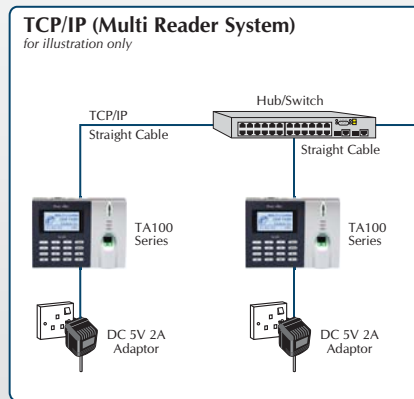 TCP/IP (Multi Reader System)
for illustration only
Hub/Switch
TCP/IP
Straight Cable
Straight Cable
TA100
Series
TA100
Series
DC 5V 2A
Adaptor
DC 5V 2A
Adaptor